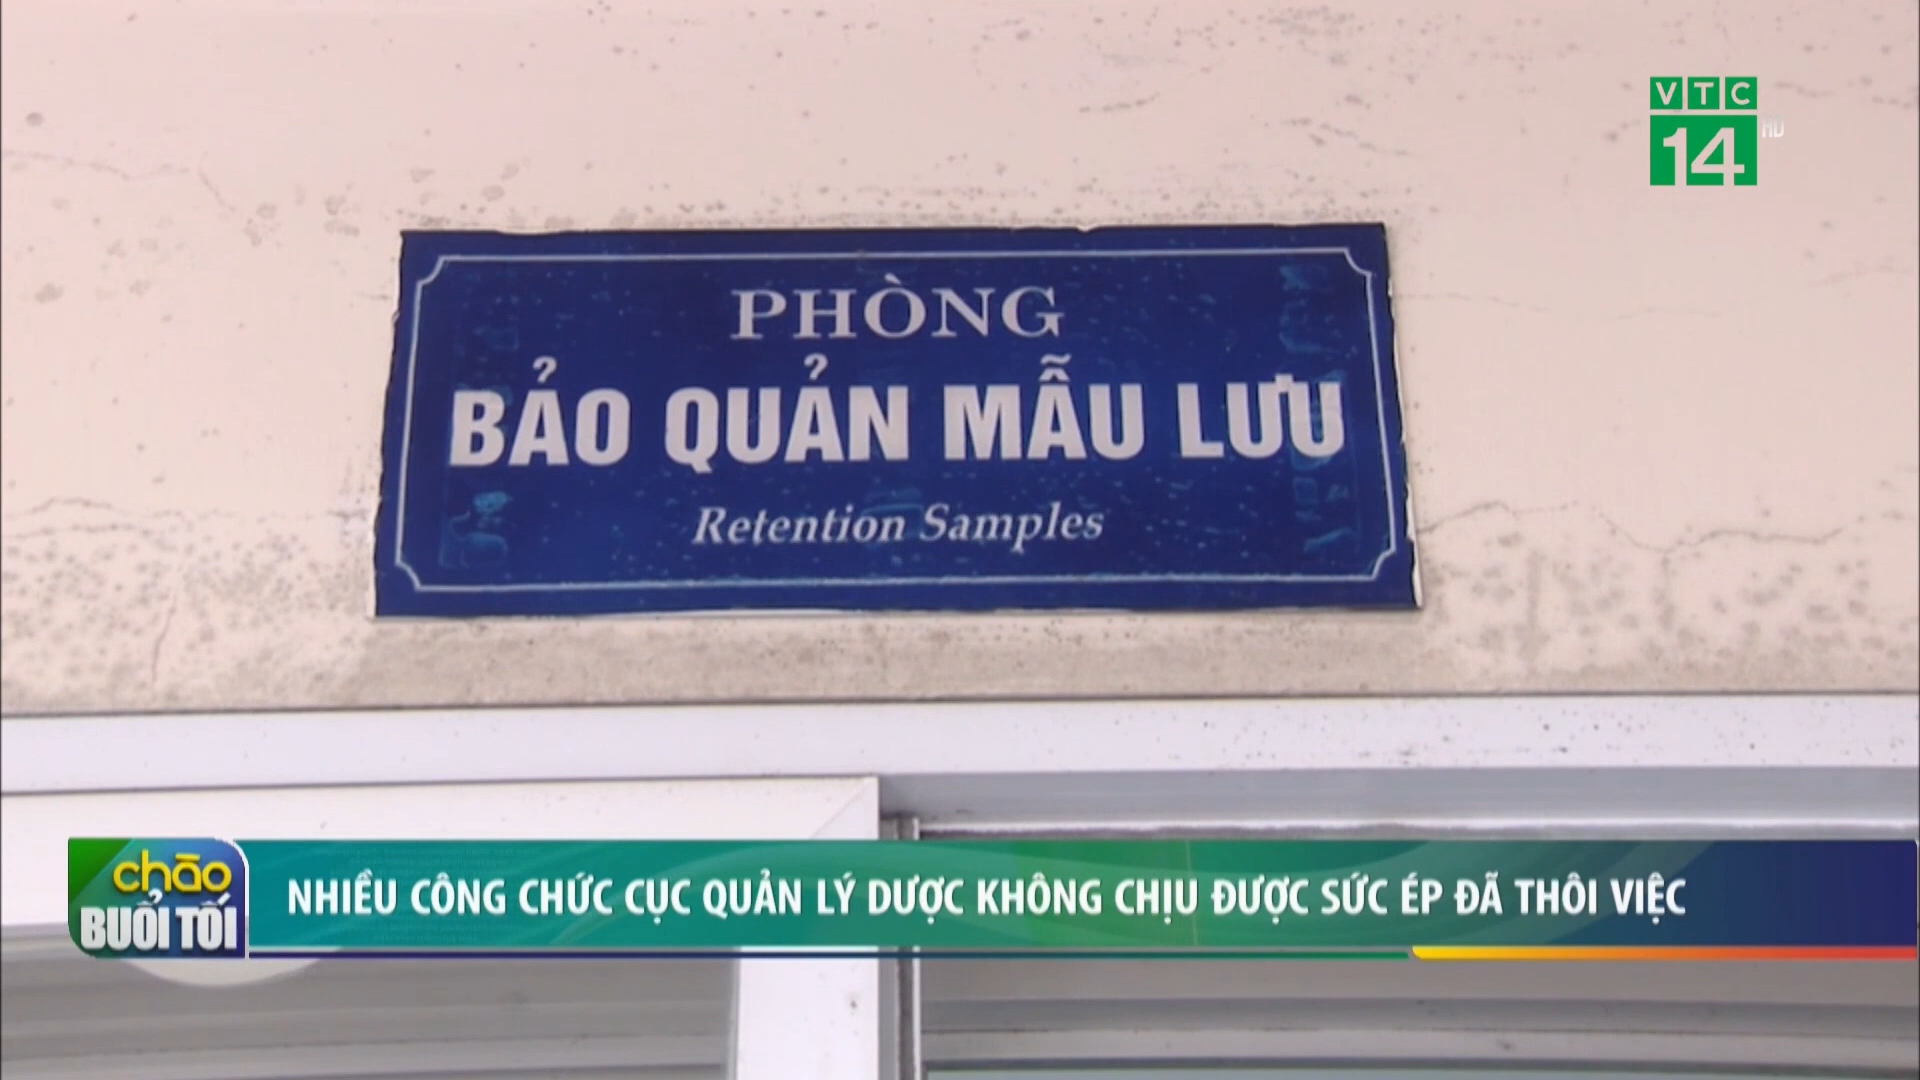 VTC
14 HD
PHÒNG
BẢO QUẢN MẪU LƯU
Retention Samples
chào
BUỔI TỐI
NHIỀU CÔNG CHỨC CỤC QUẢN LÝ DƯỢC KHÔNG CHỊU ĐƯỢC SỨC ÉP ĐÃ THÔI VIỆC